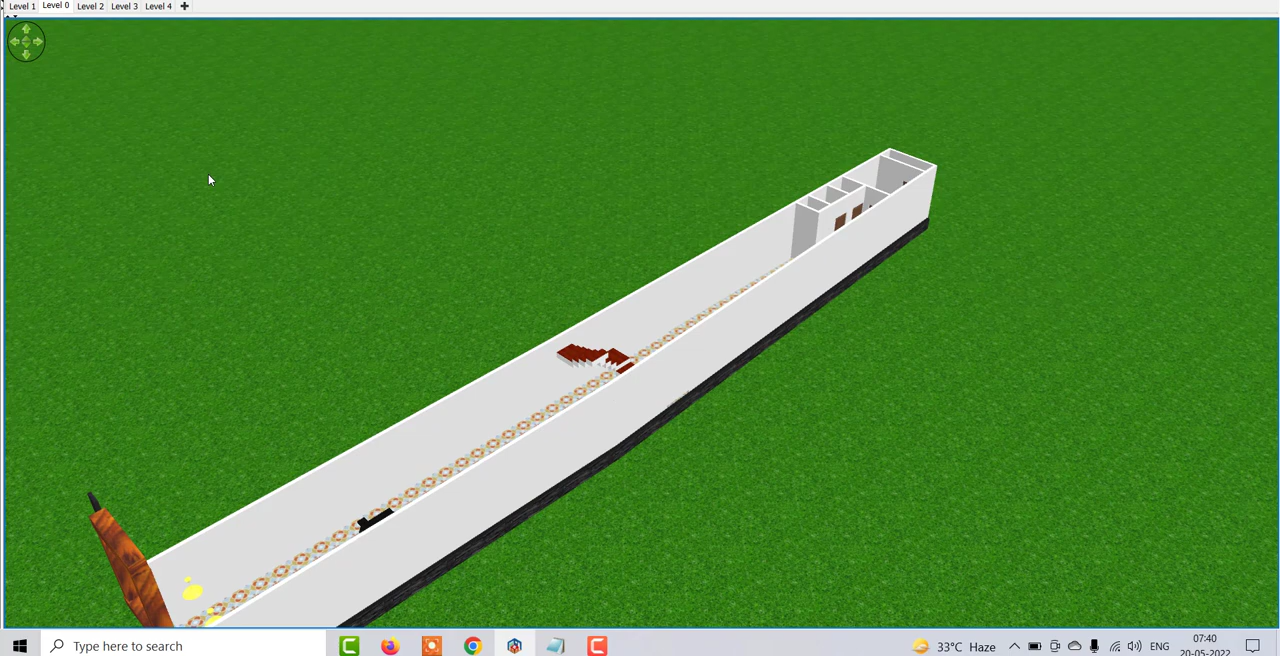 Level 1 Level 0 Level 2 Level 3 Level 4
Type here to search
33°C Haze
ENG
07:40
20-05-2022